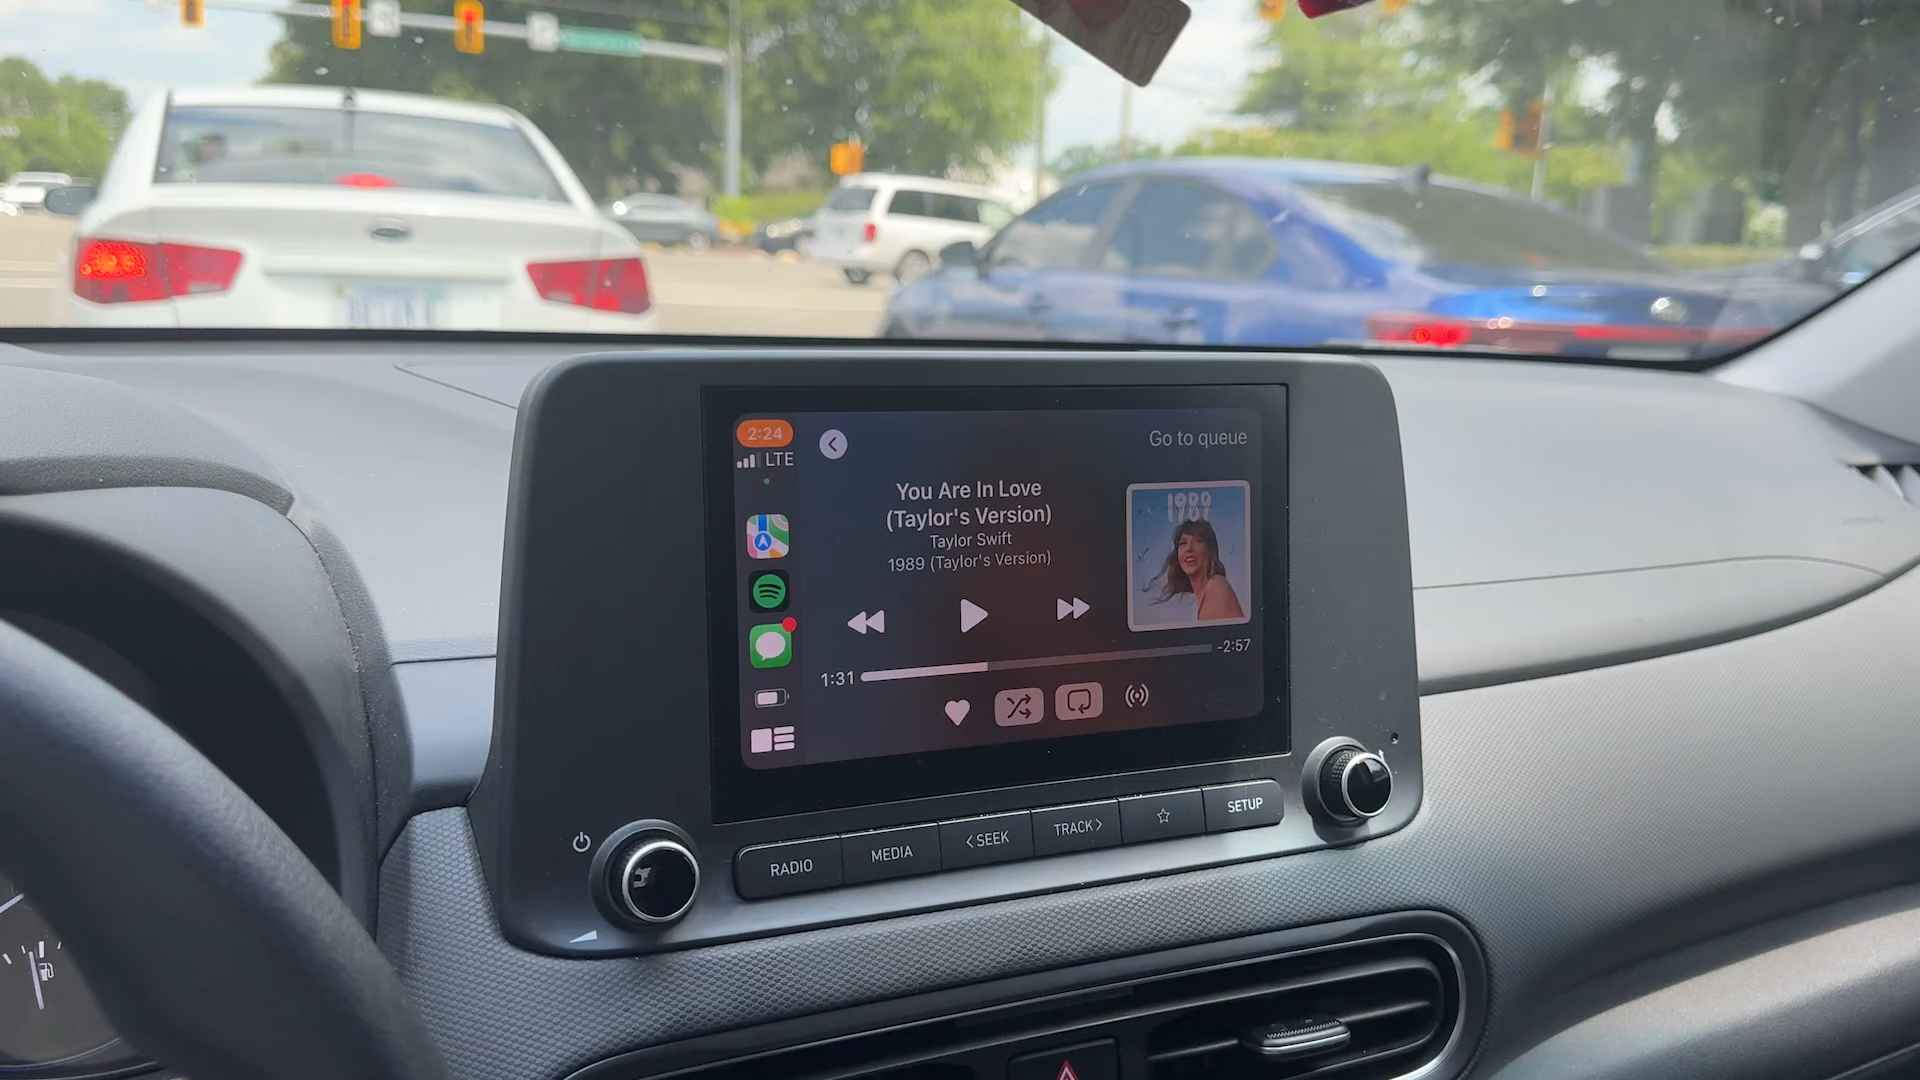 2:24
LTE
Go to queue
You Are In Love
(Taylor's Version)
Taylor Swift
1989 (Taylor's Version)
1989
1:31
-2:57
RADIO
MEDIA
< SEEK
TRACK >
SETUP